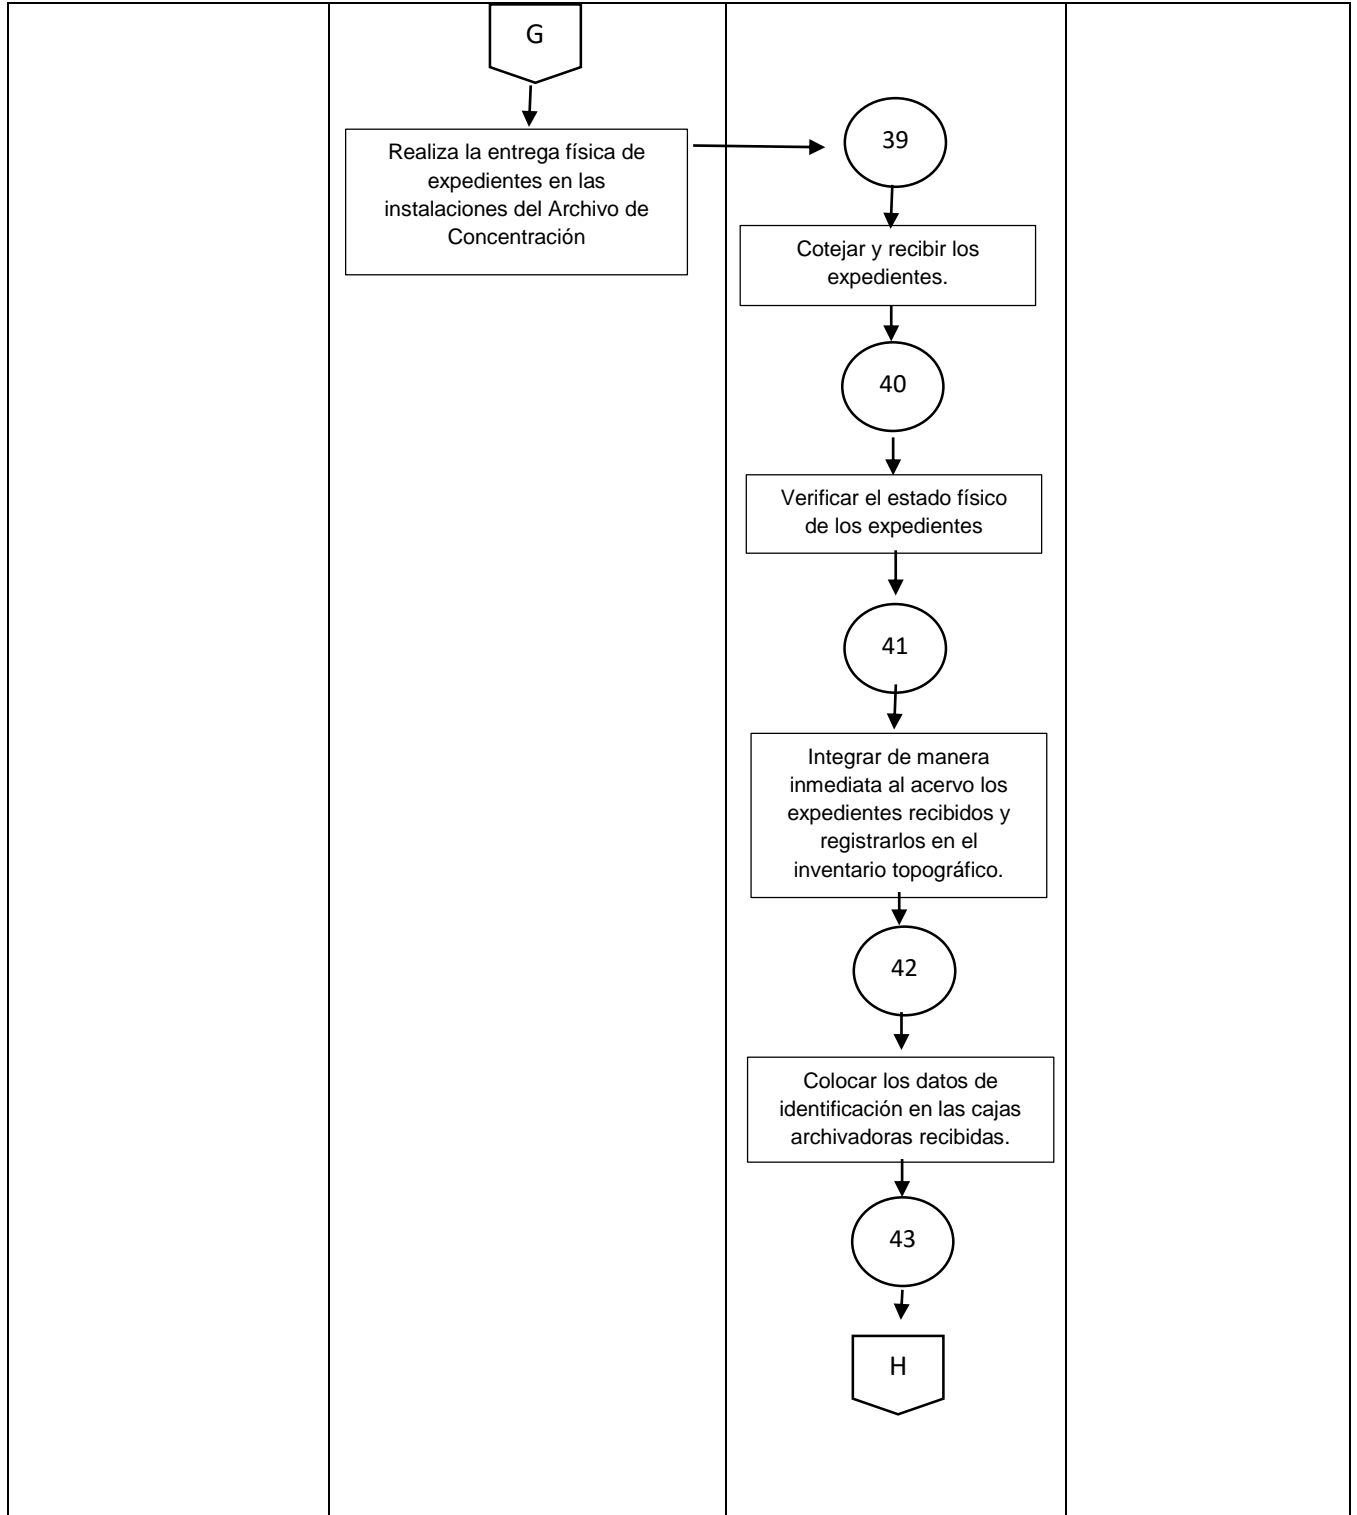 G
Realiza la entrega física de
expedientes en las
instalaciones del Archivo de
Concentración
39
Cotejar y recibir los
expedientes.
40
Verificar el estado físico
de los expedientes
41
Integrar de manera
inmediata al acervo los
expedientes recibidos y
registrarlos en el
inventario topográfico.
42
Colocar los datos de
identificación en las cajas
archivadoras recibidas.
43
H